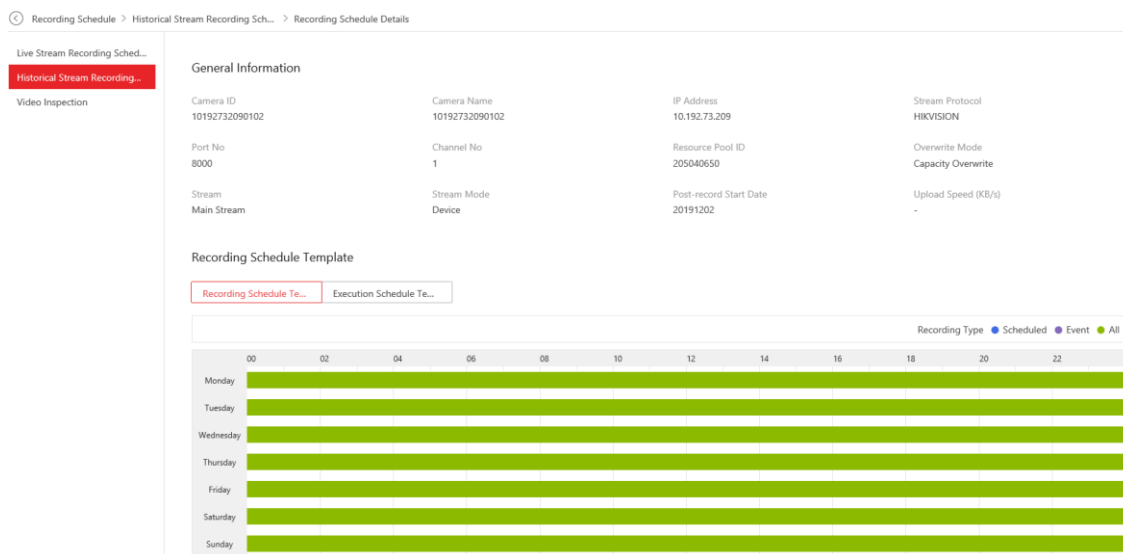 Recording Schedule > Historical Stream Recording Sch... > Recording Schedule Details
Live Stream Recording Sched...
Historical Stream Recording...
Video Inspection
General Information
Camera ID Camera Name IP Address Stream Protocol
10192732090102 10192732090102 10.192.73.209 HIKVISION
Port No Channel No Resource Pool ID Overwrite Mode
8000 1 205040650 Capacity Overwrite
Stream Stream Mode Post-record Start Date Upload Speed (KB/s)
Main Stream Device 20191202 -
Recording Schedule Template
Recording Schedule Te... Execution Schedule Te...
Recording Type Scheduled Event All
00 02 04 06 08 10 12 14 16 18 20 22
Monday
Tuesday
Wednesday
Thursday
Friday
Saturday
Sunday